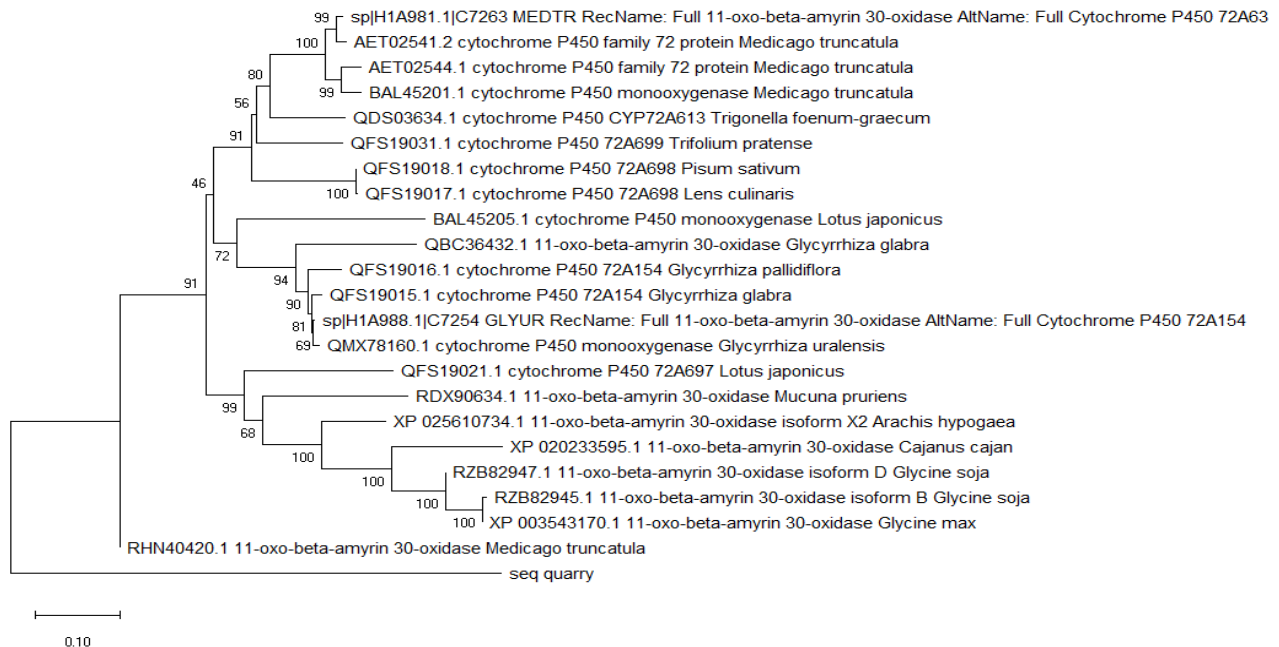 99 sp|H1A981.1|C7263 MEDTR RecName: Full 11-oxo-beta-amyrin 30-oxidase AltName: Full Cytochrome P450 72A63
100 AET02541.2 cytochrome P450 family 72 protein Medicago truncatula
80 AET02544.1 cytochrome P450 family 72 protein Medicago truncatula
99 BAL45201.1 cytochrome P450 monooxygenase Medicago truncatula
56 QDS03634.1 cytochrome P450 CYP72A613 Trigonella foenum-graecum
91 QFS19031.1 cytochrome P450 72A699 Trifolium pratense
QFS19018.1 cytochrome P450 72A698 Pisum sativum
46 100 QFS19017.1 cytochrome P450 72A698 Lens culinaris
BAL45205.1 cytochrome P450 monooxygenase Lotus japonicus
72 QBC36432.1 11-oxo-beta-amyrin 30-oxidase Glycyrrhiza glabra
94 QFS19016.1 cytochrome P450 72A154 Glycyrrhiza pallidiflora
91 90 QFS19015.1 cytochrome P450 72A154 Glycyrrhiza glabra
81 sp|H1A988.1|C7254 GLYUR RecName: Full 11-oxo-beta-amyrin 30-oxidase AltName: Full Cytochrome P450 72A154
69 QMX78160.1 cytochrome P450 monooxygenase Glycyrrhiza uralensis
QFS19021.1 cytochrome P450 72A697 Lotus japonicus
99 RDX90634.1 11-oxo-beta-amyrin 30-oxidase Mucuna pruriens
68 XP 025610734.1 11-oxo-beta-amyrin 30-oxidase isoform X2 Arachis hypogaea
100 XP 020233595.1 11-oxo-beta-amyrin 30-oxidase Cajanus cajan
100 RZB82947.1 11-oxo-beta-amyrin 30-oxidase isoform D Glycine soja
100 RZB82945.1 11-oxo-beta-amyrin 30-oxidase isoform B Glycine soja
100 XP 003543170.1 11-oxo-beta-amyrin 30-oxidase Glycine max
RHN40420.1 11-oxo-beta-amyrin 30-oxidase Medicago truncatula
seq quarry
0.10